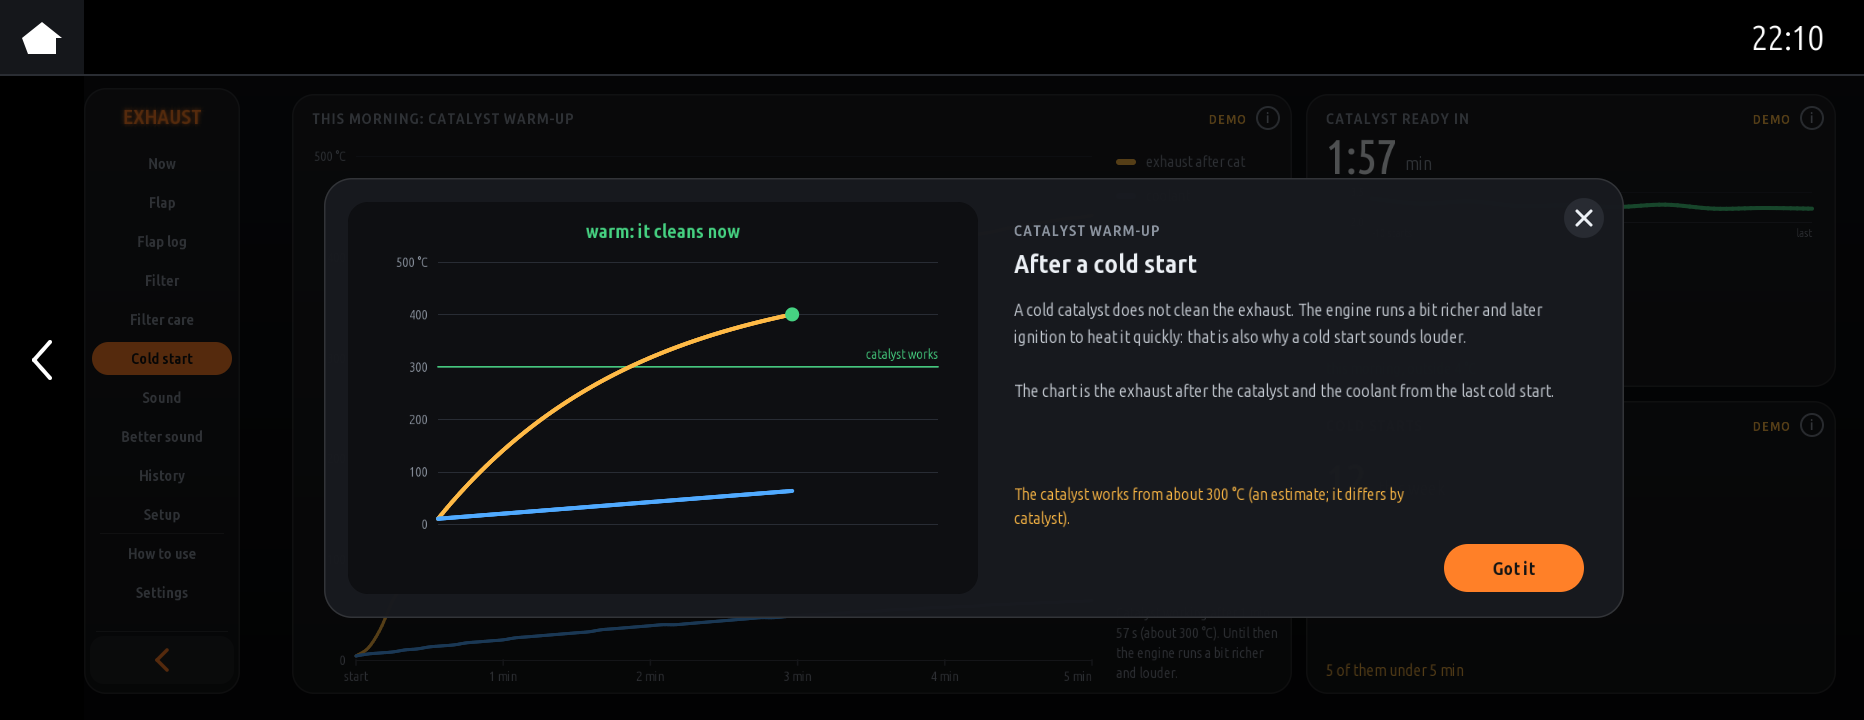 22:10
EXHAUST
Now
Flap
Flap log
Filter
Filter care
Cold start
Sound
Better sound
History
Setup
How to use
Settings
THIS MORNING: CATALYST WARM-UP
DEMO
i
500 °C
exhaust after cat
CATALYST READY IN
DEMO
i
1:57 min
last
DEMO
i
5 of them under 5 min
57 s (about 300 °C). Until then
the engine runs a bit richer
and louder.
0
start
1 min
2 min
3 min
4 min
5 min
warm: it cleans now
500 °C
400
catalyst works
300
200
100
0
CATALYST WARM-UP
After a cold start
A cold catalyst does not clean the exhaust. The engine runs a bit richer and later
ignition to heat it quickly: that is also why a cold start sounds louder.
The chart is the exhaust after the catalyst and the coolant from the last cold start.
The catalyst works from about 300 °C (an estimate; it differs by
catalyst).
Got it